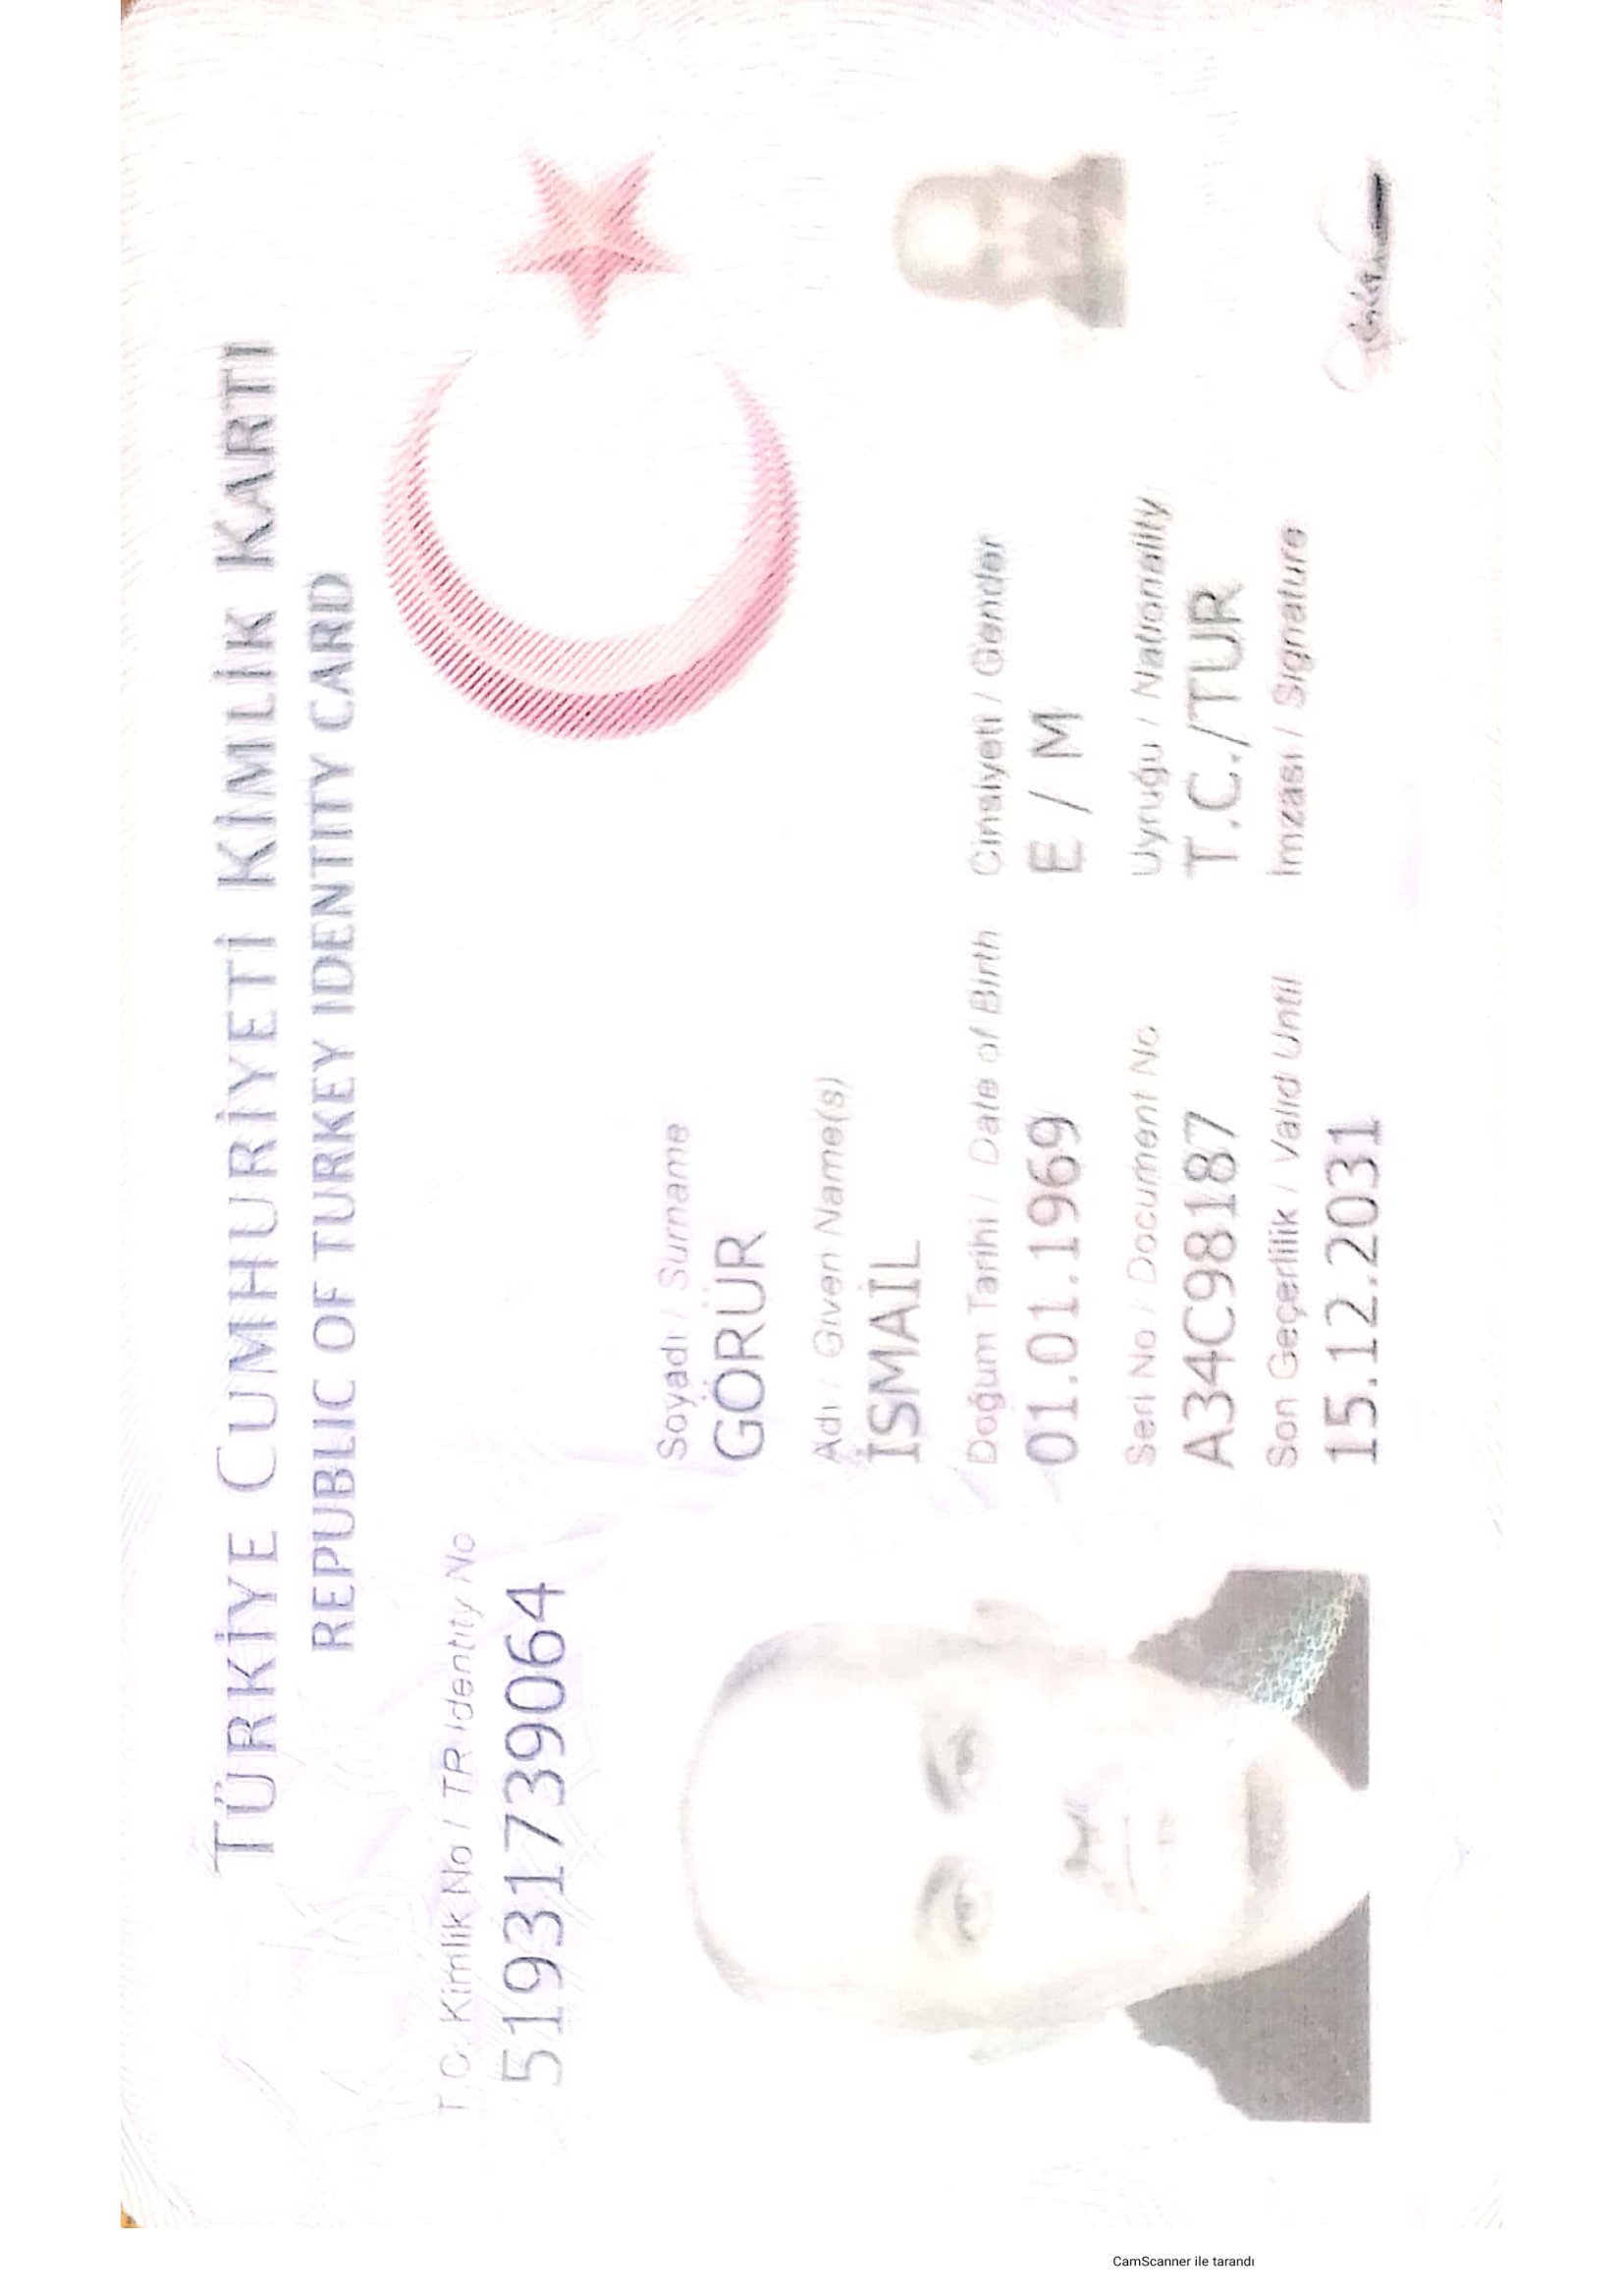 TÜRKİYE CUMHURİYETİ KİMLİK KARTI
REPUBLIC OF TURKEY IDENTITY CARD
T.C. Kimlik No / TR Identity No
51931739064
Soyadı / Surname
GÖRÜR
Adı / Given Name(s)
İSMAİL
Doğum Tarihi / Date of Birth
01.01.1969
Cinsiyeti / Gender
E / M
Seri No / Document No
A34C98187
Uyruğu / Nationality
T.C./TUR
Son Geçerlilik / Valid Until
15.12.2031
İmzası / Signature
CamScanner ile tarandı